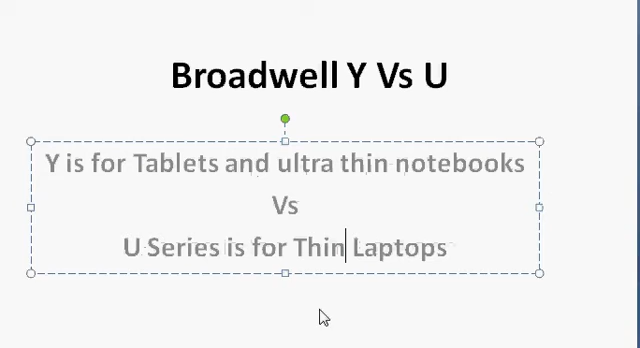 Broadwell Y Vs U
Y is for Tablets and ultra thin notebooks
Vs
U Series is for Thin Laptops